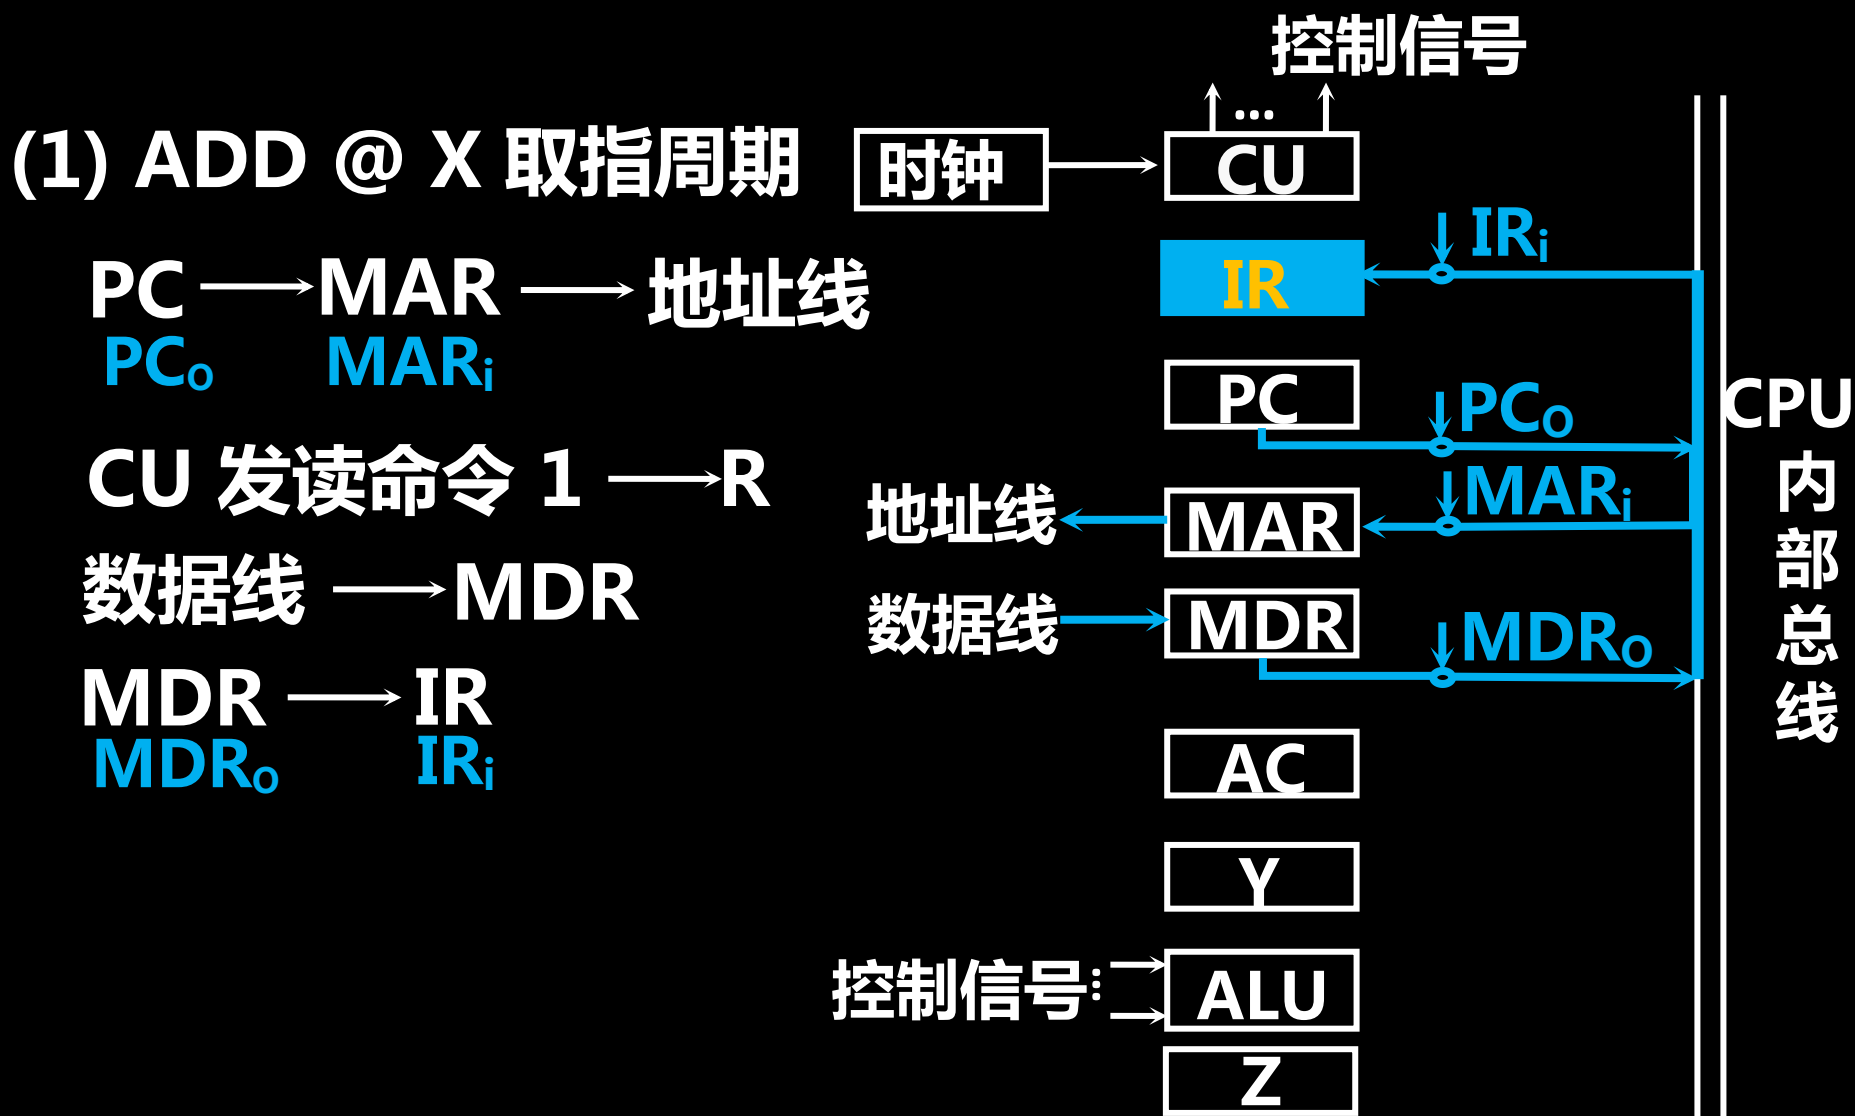 控制信号
...
(1) ADD @ X 取指周期
时钟
CU
IRi
IR
PC MAR 地址线
PCO MARi
PC
PCO
CPU内部总线
CU 发读命令 1 R
MARi
地址线
MAR
数据线 MDR
数据线
MDR
MDRO
MDR IR
MDRO IRi
AC
Y
控制信号...
ALU
Z